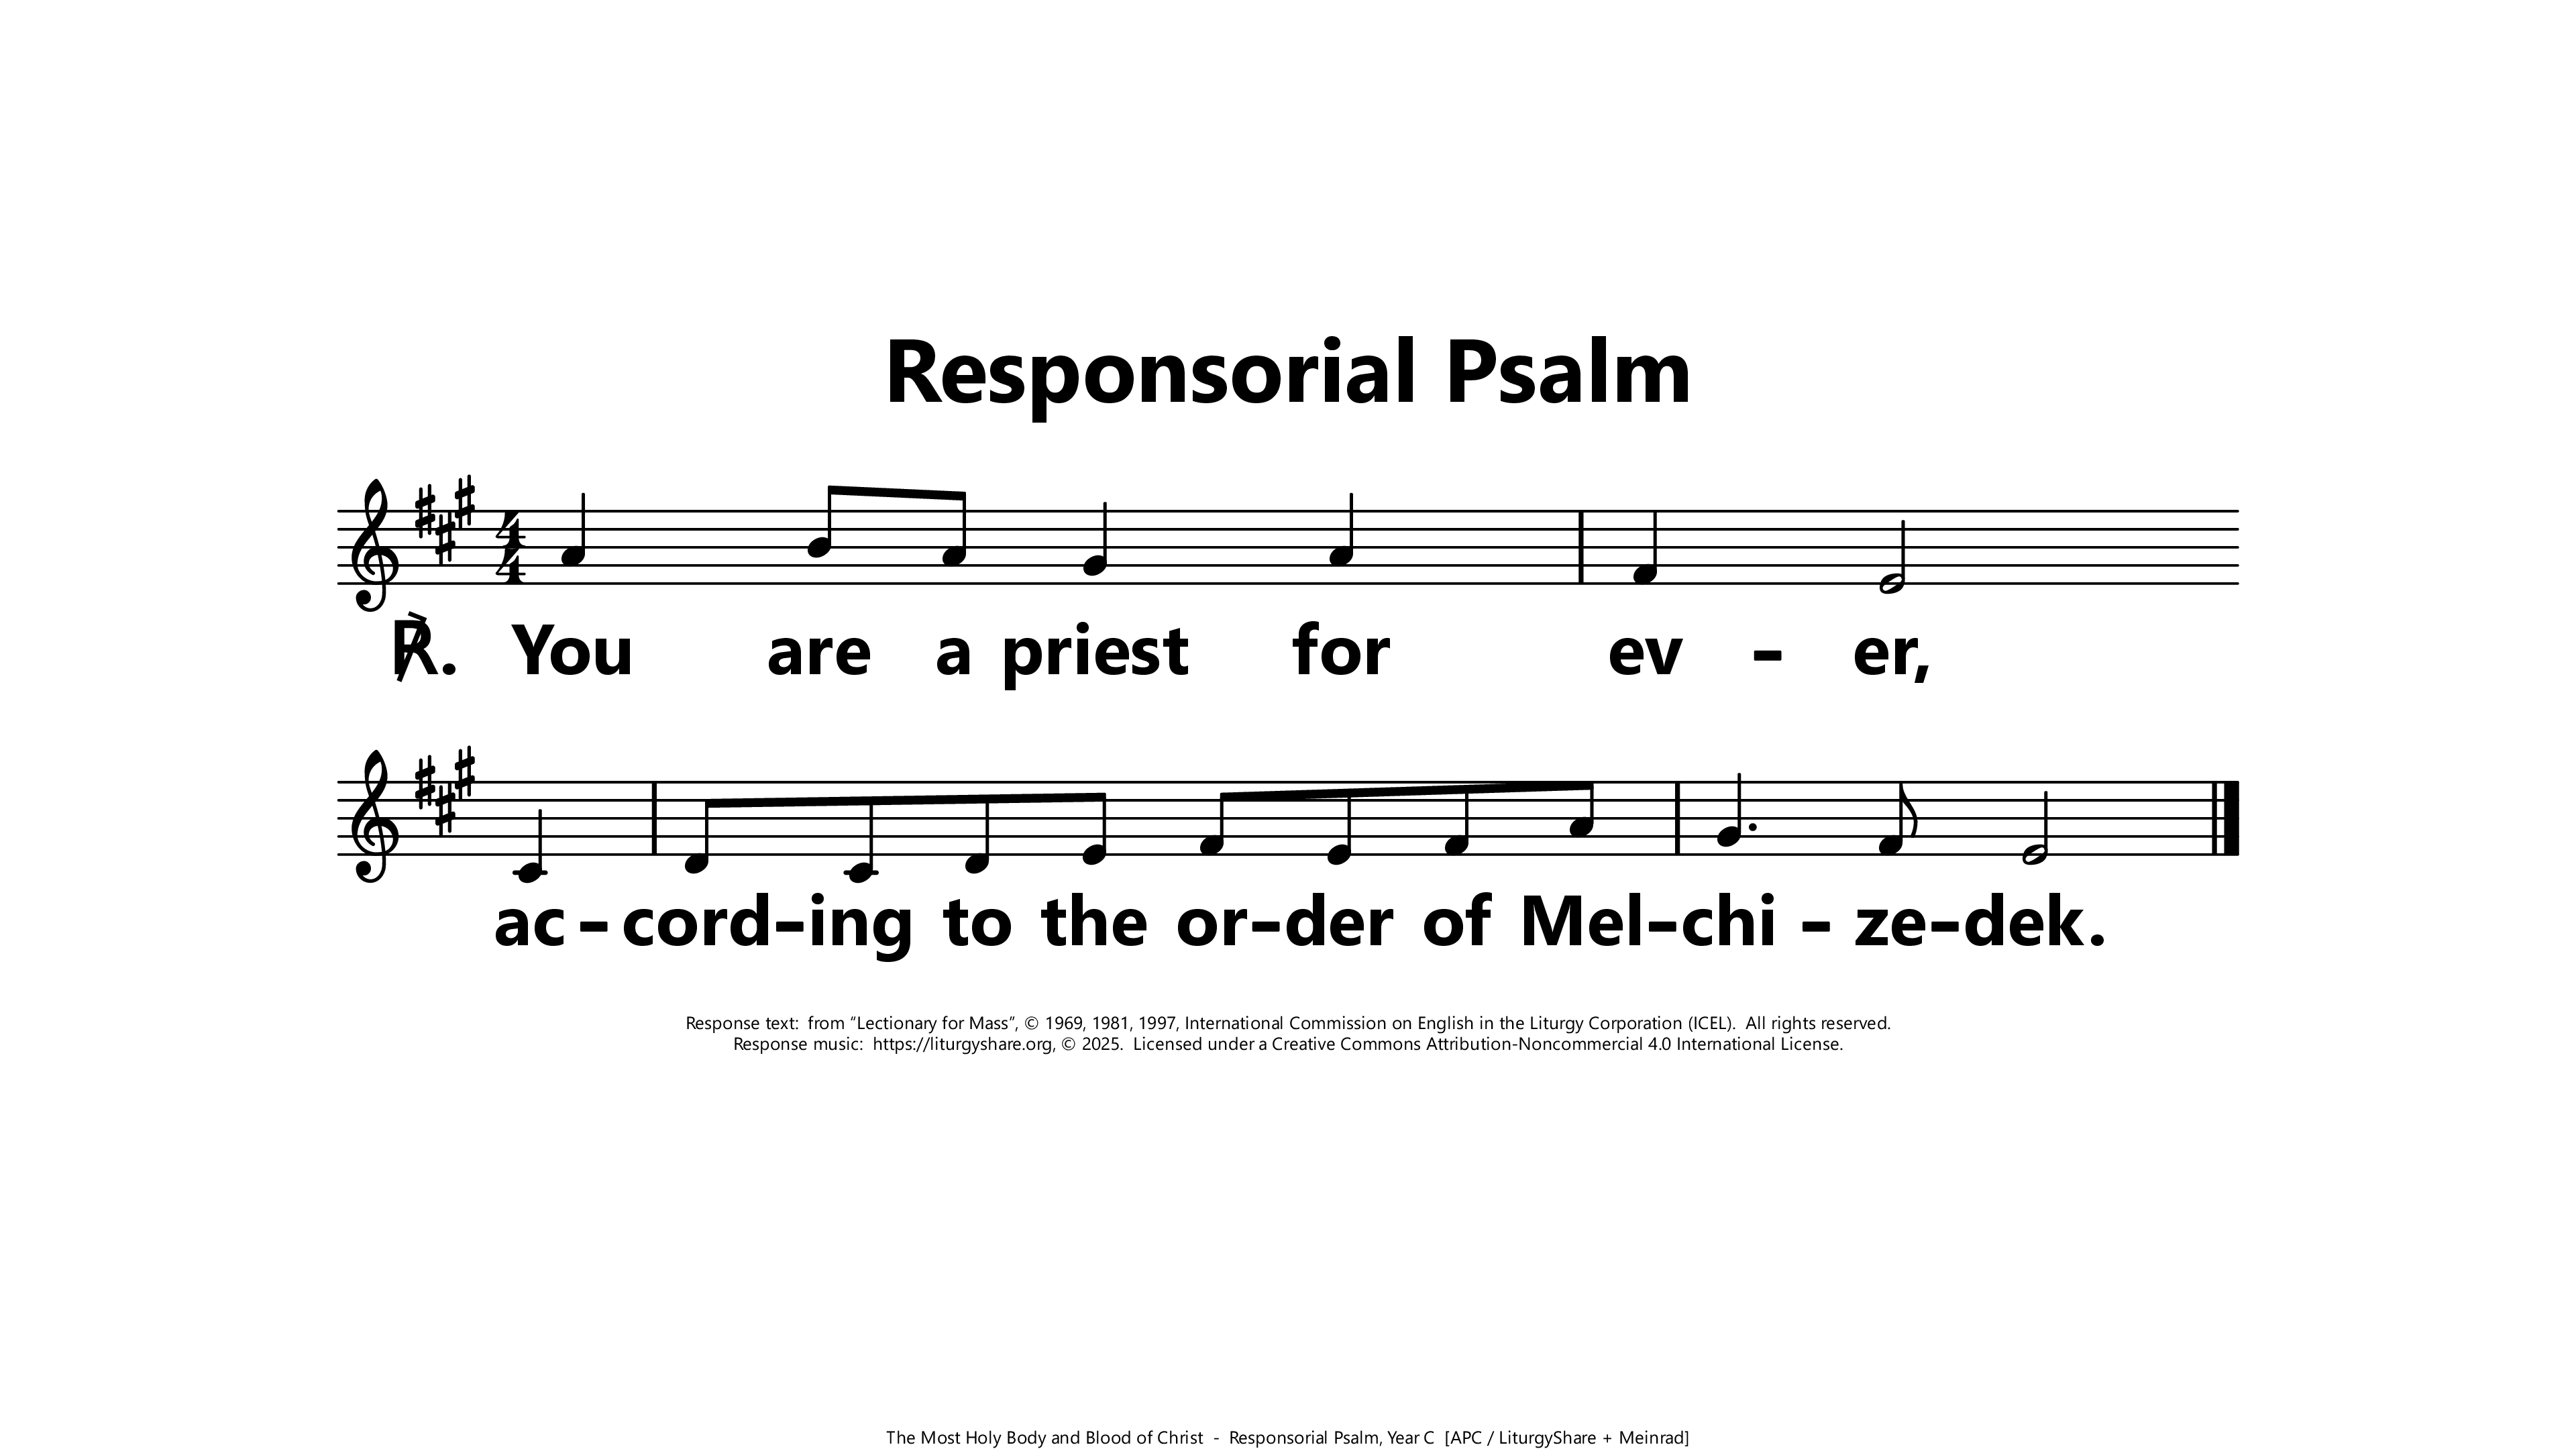 Responsorial Psalm
4
4
℟. You are a priest for ev - er,
ac - cord-ing to the or-der of Mel-chi - ze-dek.
Response text: from “Lectionary for Mass”, © 1969, 1981, 1997, International Commission on English in the Liturgy Corporation (ICEL). All rights reserved.
Response music: https://liturgyshare.org, © 2025. Licensed under a Creative Commons Attribution-Noncommercial 4.0 International License.
The Most Holy Body and Blood of Christ - Responsorial Psalm, Year C [APC / LiturgyShare + Meinrad]